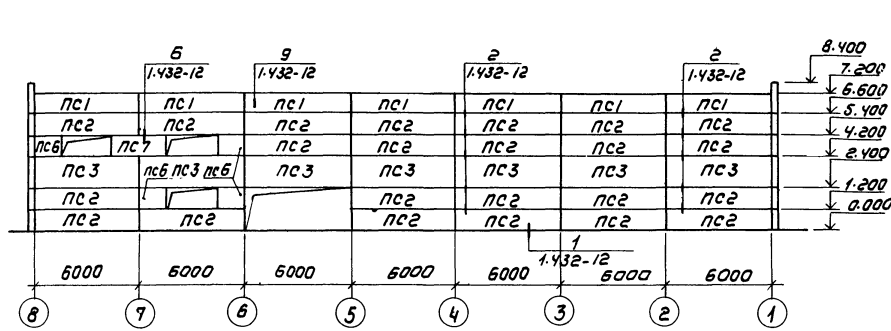 8.400
6 9 2 2
1.432-12 1.432-12 1.432-12 1.432-12
7.200
6.600
ПС1 ПС1 ПС1 ПС1 ПС1 ПС1 ПС1
5.400
ПС2 ПС2 ПС2 ПС2 ПС2 ПС2 ПС2
4.200
ПС6 ПС7 ПС2 ПС2 ПС2 ПС2 ПС2
2.400
ПС3 ПС6 ПС3 ПС6 ПС3 ПС3 ПС3 ПС3 ПС3
1.200
ПС2 ПС2 ПС2 ПС2 ПС2
0.000
ПС2 ПС2 ПС2 ПС2 ПС2 ПС2
1
1.432-12
6000 6000 6000 6000 6000 6000 6000
8 7 6 5 4 3 2 1